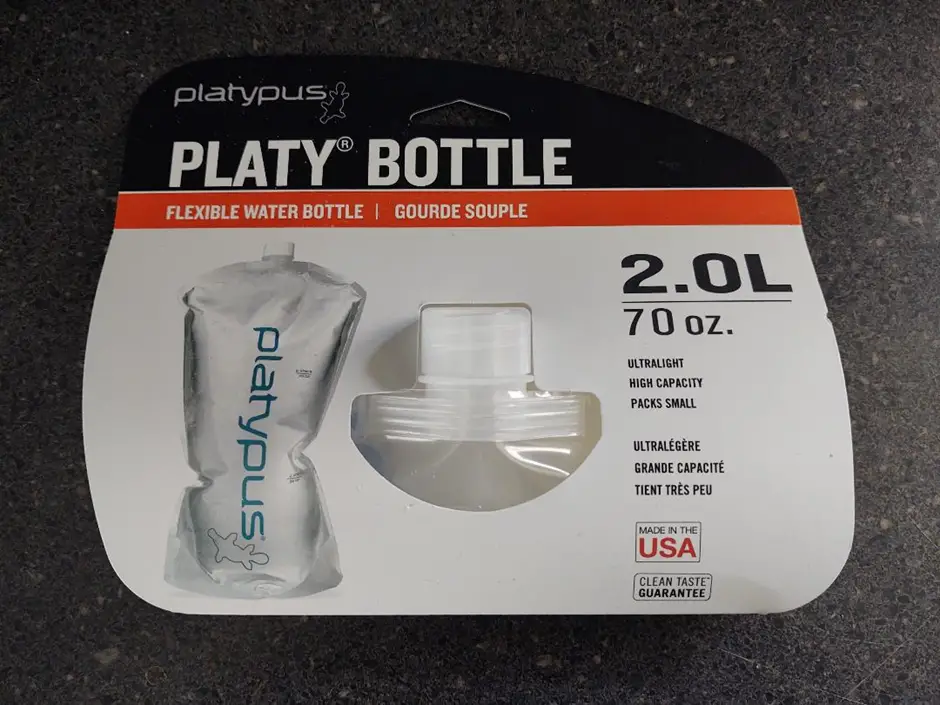 platypus
PLATY® BOTTLE
FLEXIBLE WATER BOTTLE | GOURDE SOUPLE
platypus®
2.0L
70 oz.
ULTRALIGHT
HIGH CAPACITY
PACKS SMALL
ULTRALÉGÈRE
GRANDE CAPACITÉ
TIENT TRÈS PEU
MADE IN THE
USA
CLEAN TASTE™
GUARANTEE